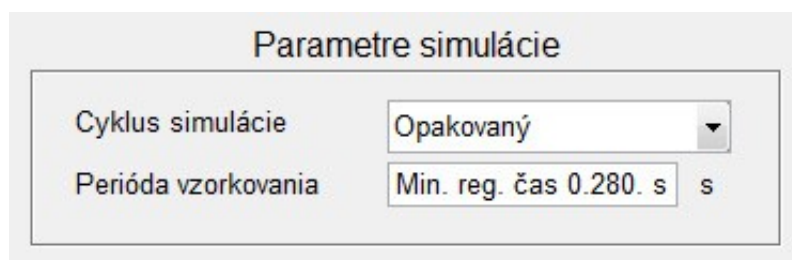 Parametre simulácie
Cyklus simulácie Opakovaný
Perióda vzorkovania Min. reg. čas 0.280. s s